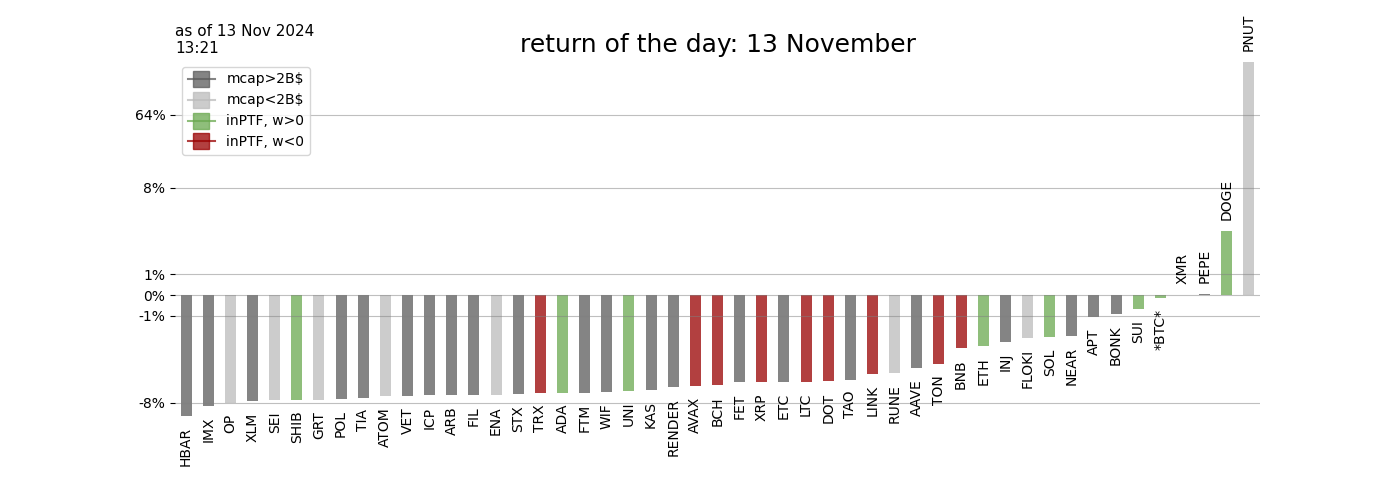 as of 13 Nov 2024
13:21
return of the day: 13 November
mcap>2B$
mcap<2B$
inPTF, w>0
inPTF, w<0
64%
8%
1%
0%
-1%
-8%
HBAR
IMX
OP
XLM
SEI
SHIB
GRT
POL
TIA
ATOM
VET
ICP
ARB
FIL
ENA
STX
TRX
ADA
FTM
WIF
UNI
KAS
RENDER
AVAX
BCH
FET
XRP
ETC
LTC
DOT
TAO
LINK
RUNE
AAVE
TON
BNB
ETH
INJ
FLOKI
SOL
NEAR
APT
BONK
SUI
*BTC*
XMR
PEPE
DOGE
PNUT